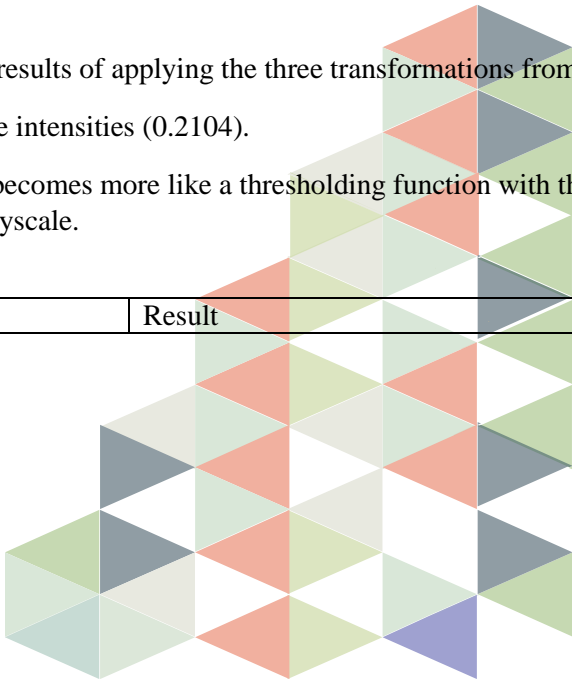 results of applying the three transformations from
e intensities (0.2104).
becomes more like a thresholding function with th
yscale.
Result